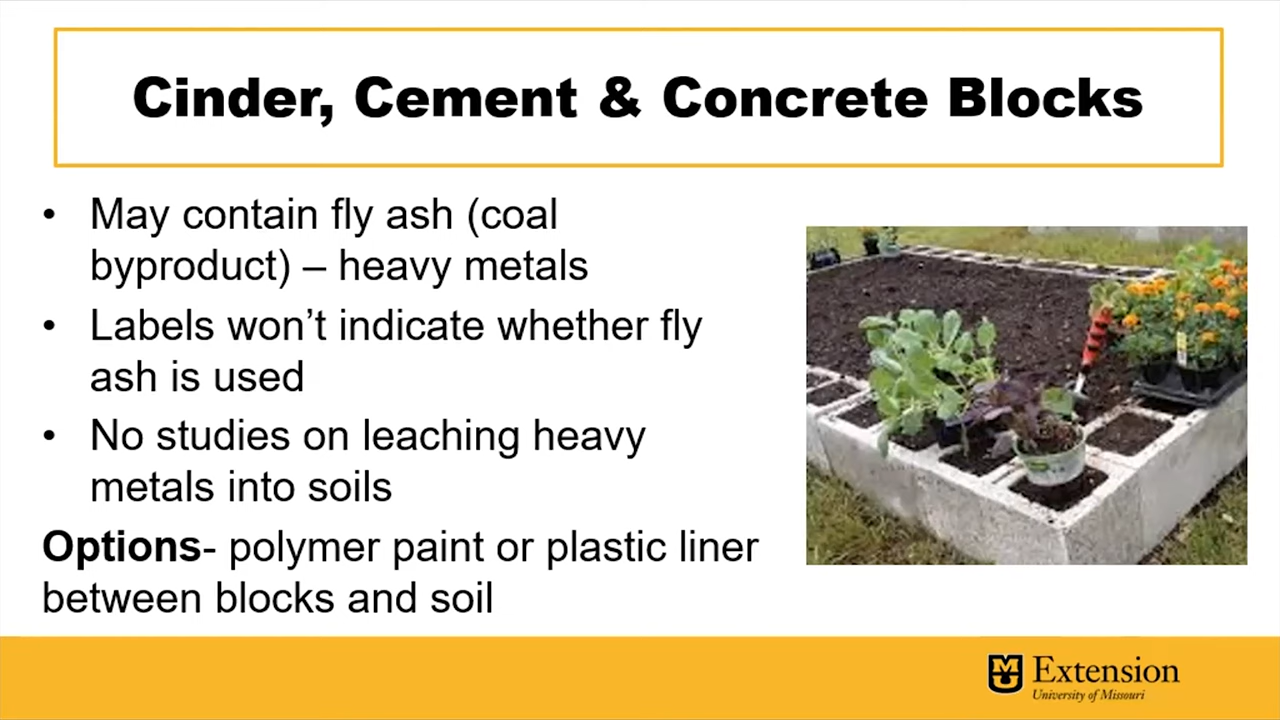 Cinder, Cement & Concrete Blocks
• May contain fly ash (coal
byproduct) – heavy metals
• Labels won’t indicate whether fly
ash is used
• No studies on leaching heavy
metals into soils
Options- polymer paint or plastic liner
between blocks and soil
MU
Extension
University of Missouri